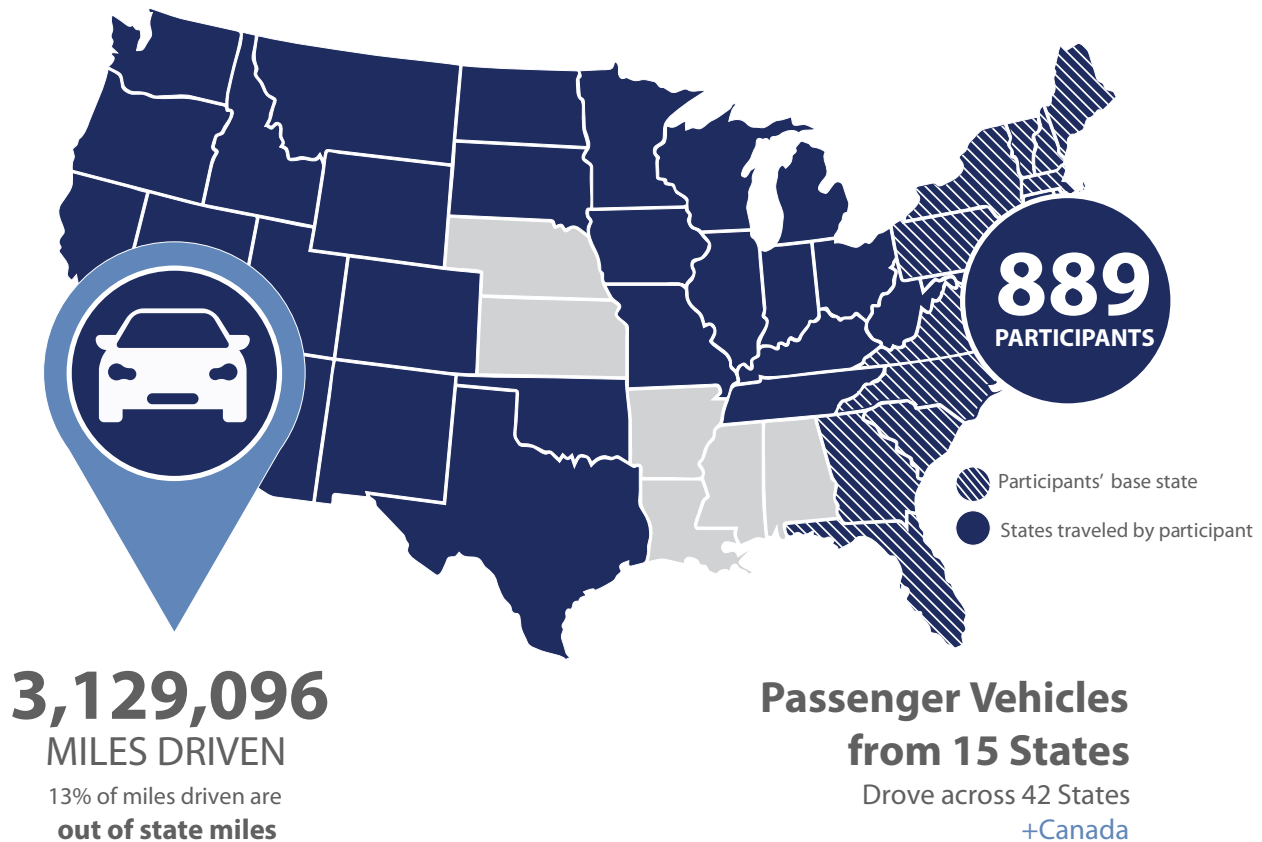 889
PARTICIPANTS
Participants’ base state
States traveled by participant
3,129,096
MILES DRIVEN
13% of miles driven are
out of state miles
Passenger Vehicles
from 15 States
Drove across 42 States
+Canada